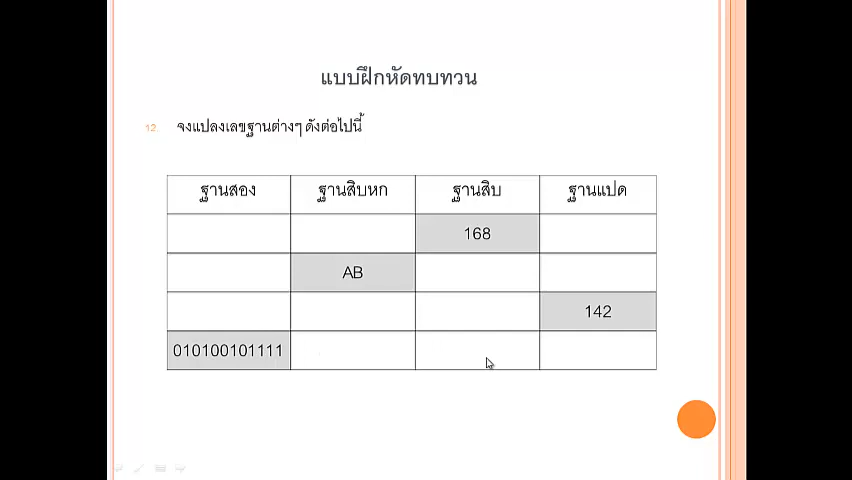 แบบฝึกหัดทบทวน
12. จงแปลงเลขฐานต่างๆ ดังต่อไปนี้
ฐานสอง ฐานสิบหก ฐานสิบ ฐานแปด
168
AB
142
010100101111